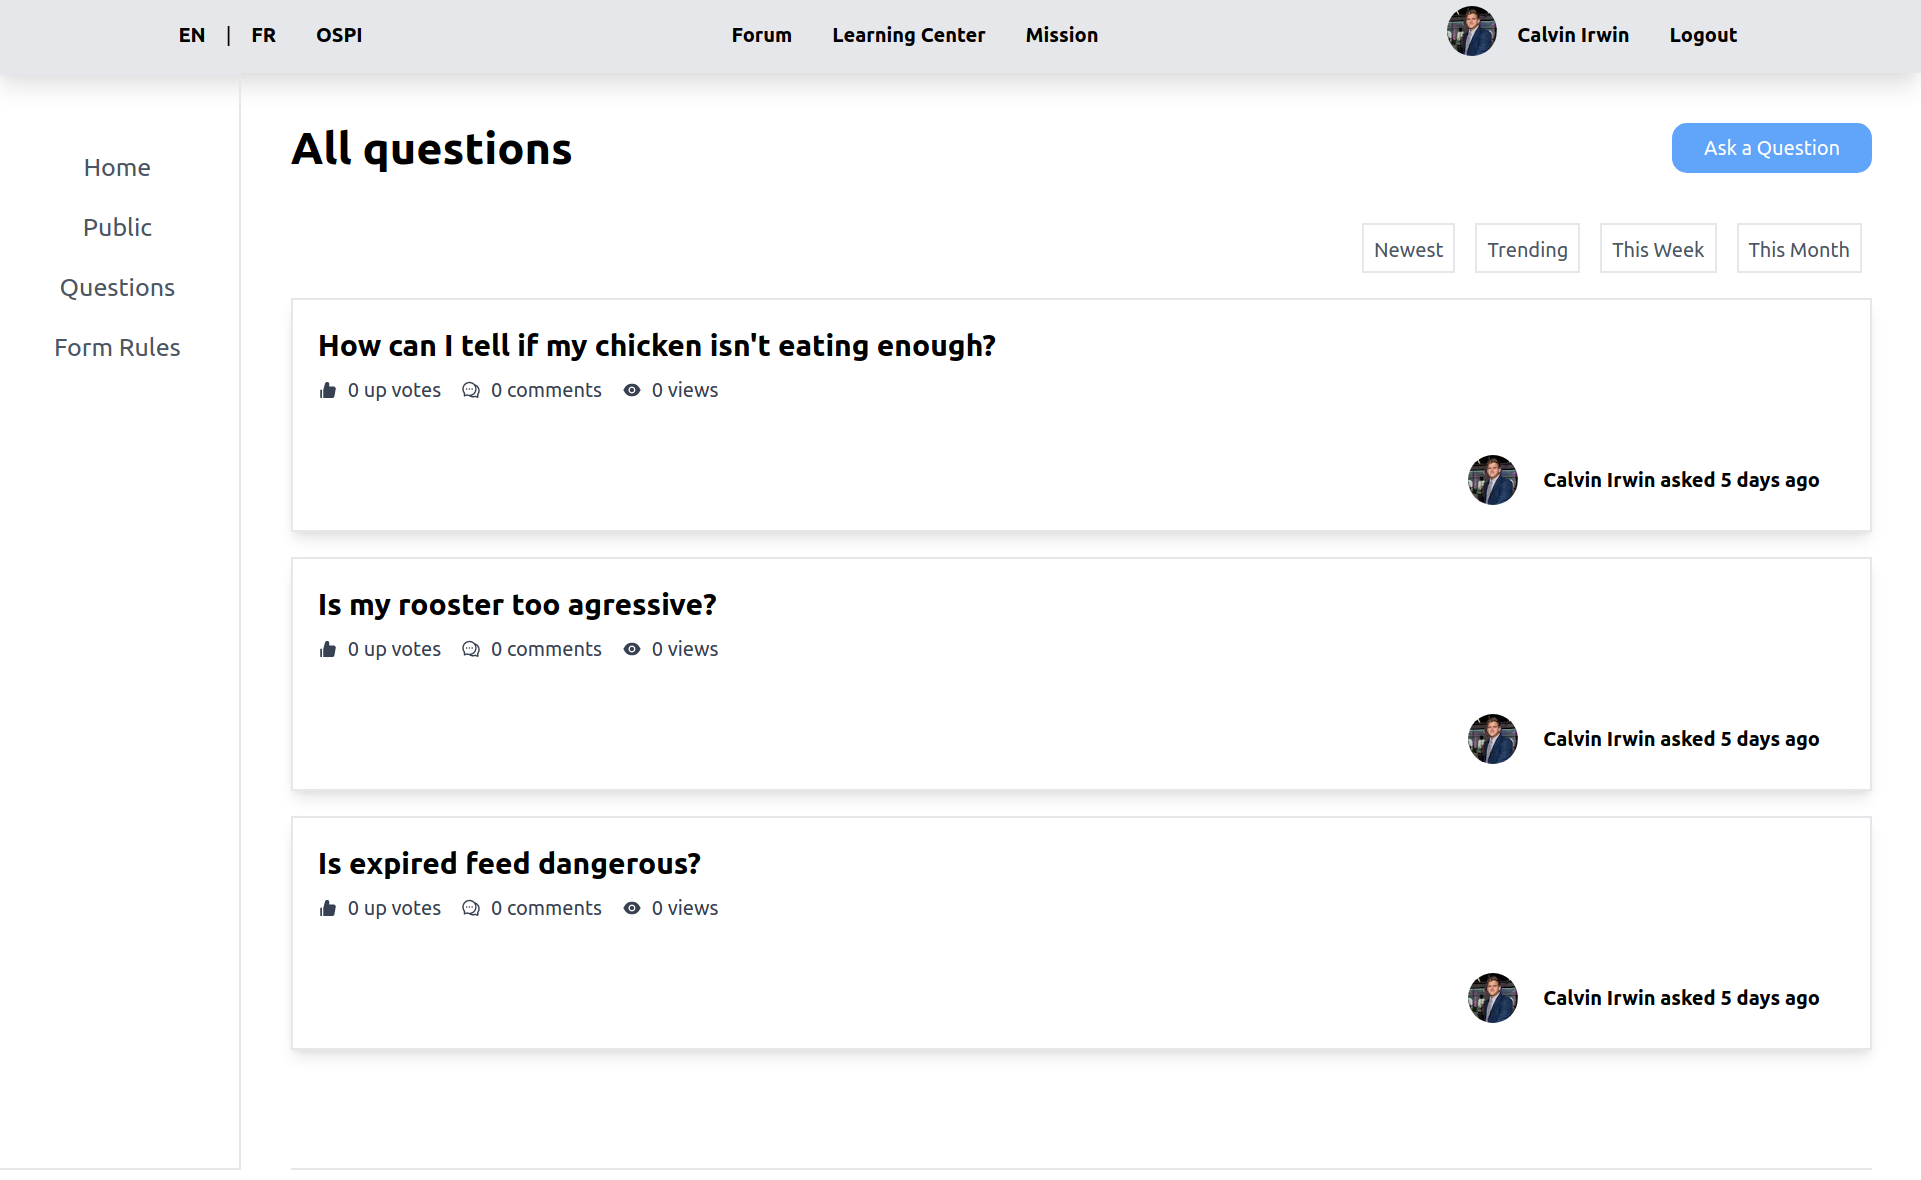 EN | FR OSPI Forum Learning Center Mission Calvin Irwin Logout
Home
Public
Questions
Form Rules
All questions
Ask a Question
Newest Trending This Week This Month
How can I tell if my chicken isn't eating enough?
0 up votes 0 comments 0 views
Calvin Irwin asked 5 days ago
Is my rooster too agressive?
0 up votes 0 comments 0 views
Calvin Irwin asked 5 days ago
Is expired feed dangerous?
0 up votes 0 comments 0 views
Calvin Irwin asked 5 days ago